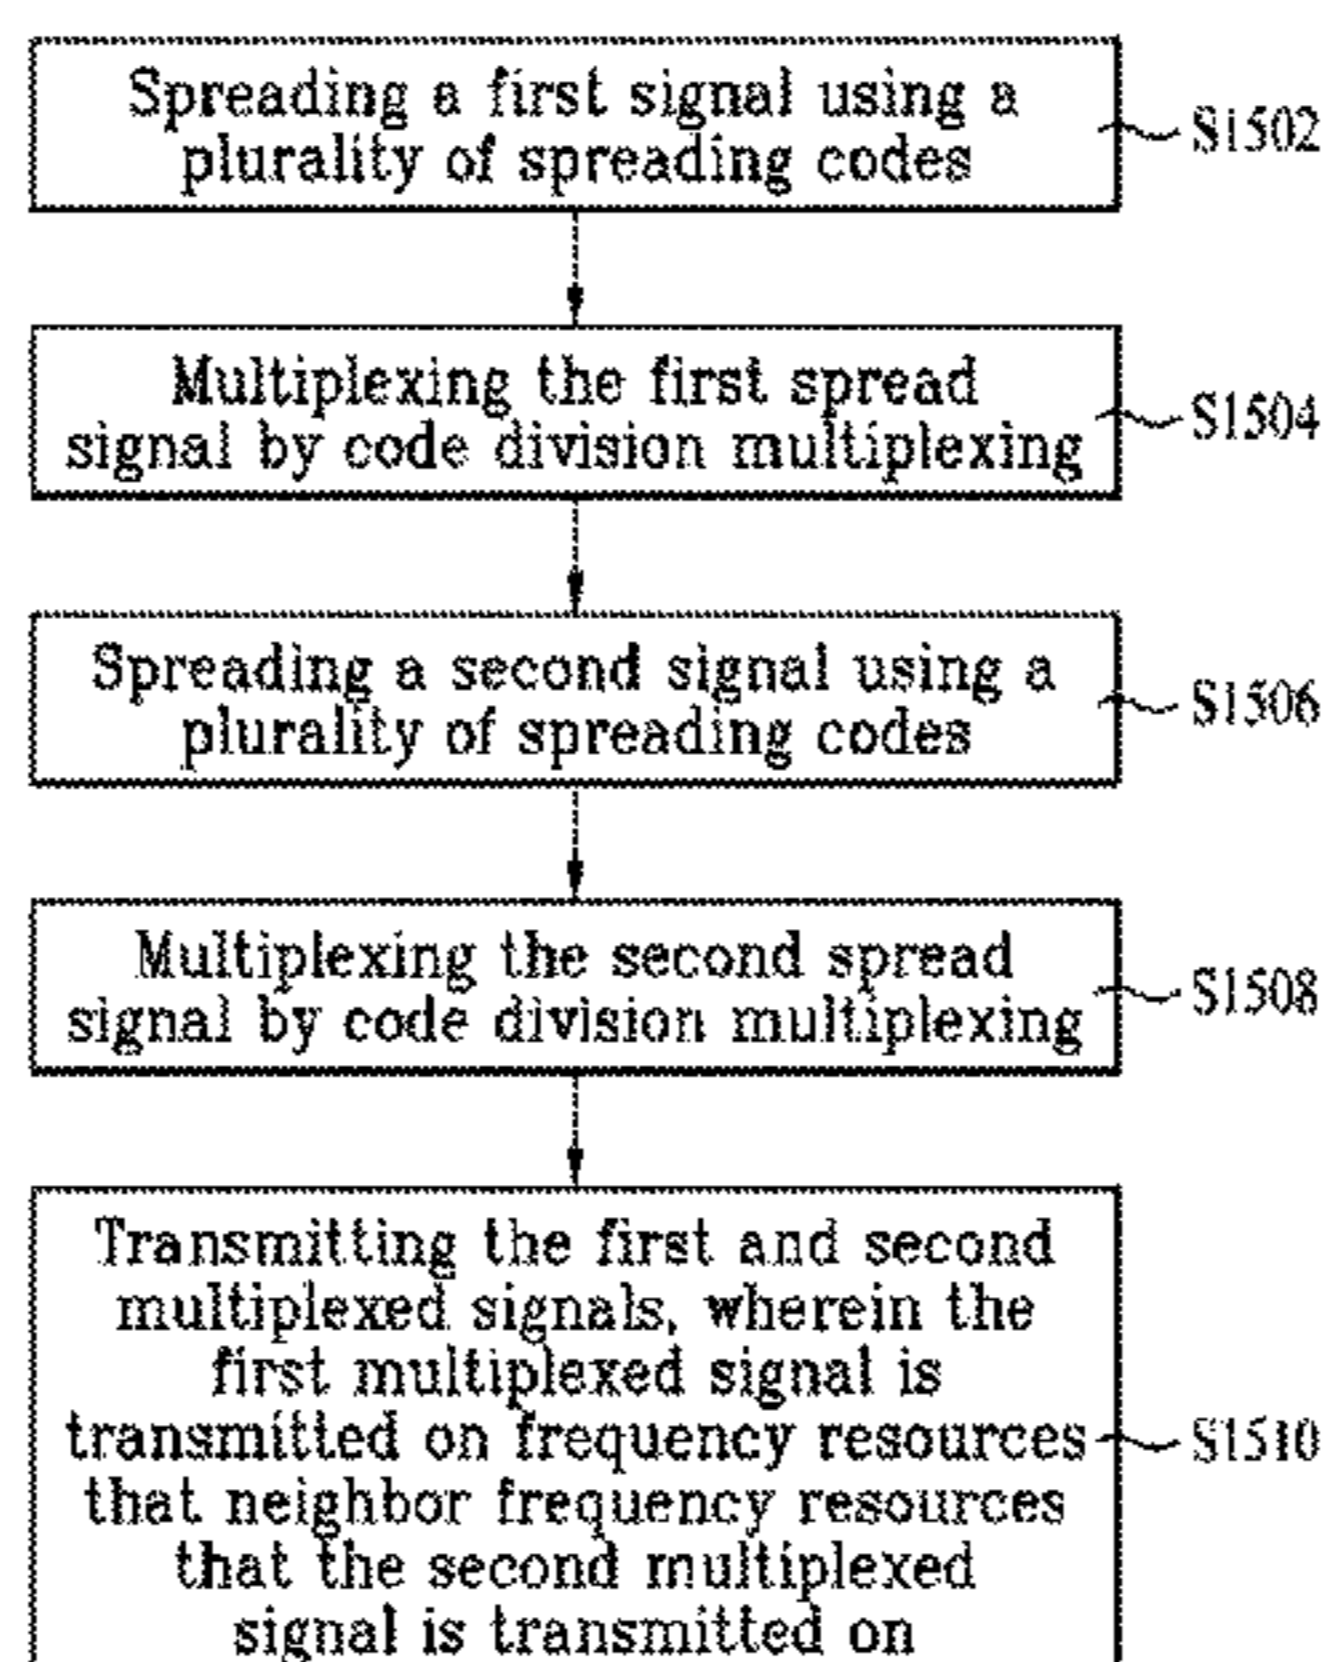 Spreading a first signal using a
plurality of spreading codes
S1502
Multiplexing the first spread
signal by code division multiplexing
S1504
Spreading a second signal using a
plurality of spreading codes
S1506
Multiplexing the second spread
signal by code division multiplexing
S1508
Transmitting the first and second
multiplexed signals, wherein the
first multiplexed signal is
transmitted on frequency resources
that neighbor frequency resources
that the second multiplexed
signal is transmitted on
S1510